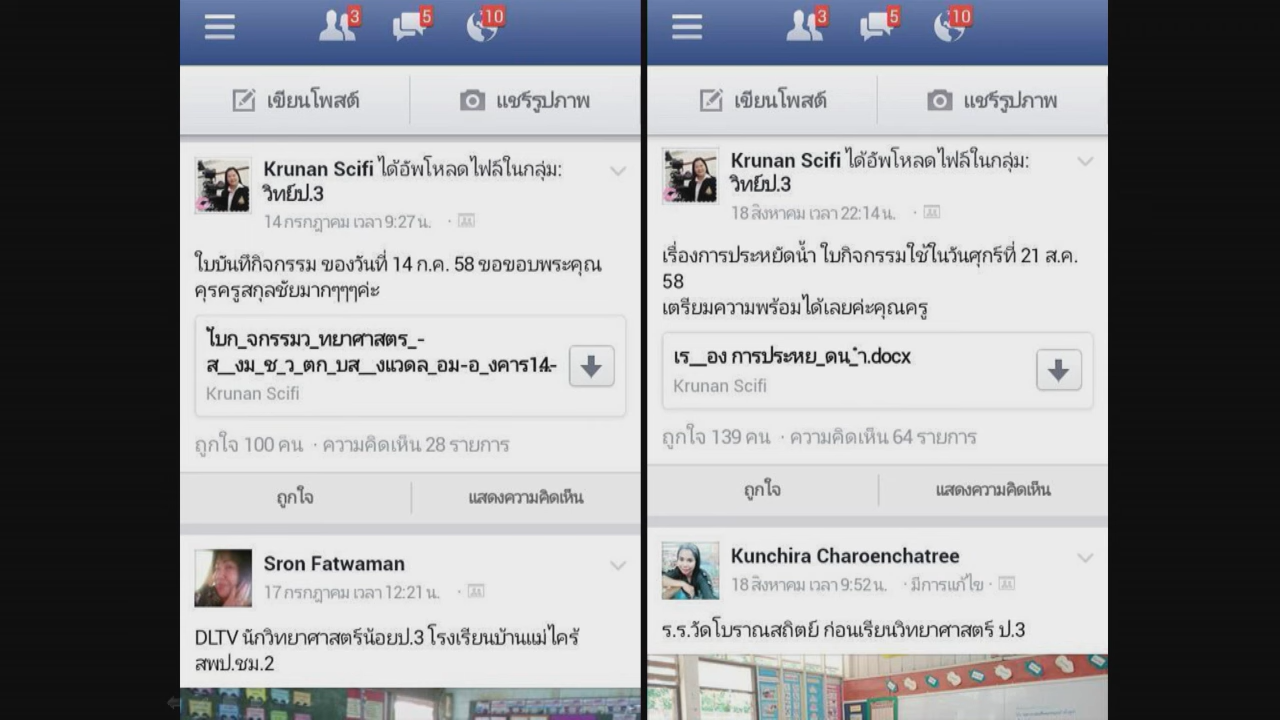 3
5
10
เขียนโพสต์
แชร์รูปภาพ
Krunan Scifi ได้อัพโหลดไฟล์ในกลุ่ม:
วิทย์ป.3
14 กรกฎาคม เวลา 9:27 น.
ใบบันทึกิจกรรม ของวันที่ 14 ก.ค. 58 ขอขอบพระคุณ
คุรครูสกุลชัยมากๆๆๆค่ะ
ไบก_จกรรมว_ทยาศาสตร_-
ส__งม_ช_ว_ตก_บส__งแวดล_อม-อ_งคาร14-
Krunan Scifi
ถูกใจ 100 คน · ความคิดเห็น 28 รายการ
ถูกใจ
แสดงความคิดเห็น
Sron Fatwaman
17 กรกฎาคม เวลา 12:21 น.
DLTV นักวิทยาศาสตร์น้อยป.3 โรงเรียนบ้านแม่ไคร้
สพป.ชม.2
3
5
10
เขียนโพสต์
แชร์รูปภาพ
Krunan Scifi ได้อัพโหลดไฟล์ในกลุ่ม:
วิทย์ป.3
18 สิงหาคม เวลา 22:14 น.
เรื่องการประหยัดน้ำ ใบกิจกรรมใช้ในวันศุกร์ที่ 21 ส.ค.
58
เตรียมความพร้อมได้เลยค่ะคุณครู
เร__อง การประหย_ดน_ำ.docx
Krunan Scifi
ถูกใจ 139 คน · ความคิดเห็น 64 รายการ
ถูกใจ
แสดงความคิดเห็น
Kunchira Charoenchatree
18 สิงหาคม เวลา 9:52 น. · มีการแก้ไข ·
ร.ร.วัดโบราณสถิตย์ ก่อนเรียนวิทยาศาสตร์ ป.3